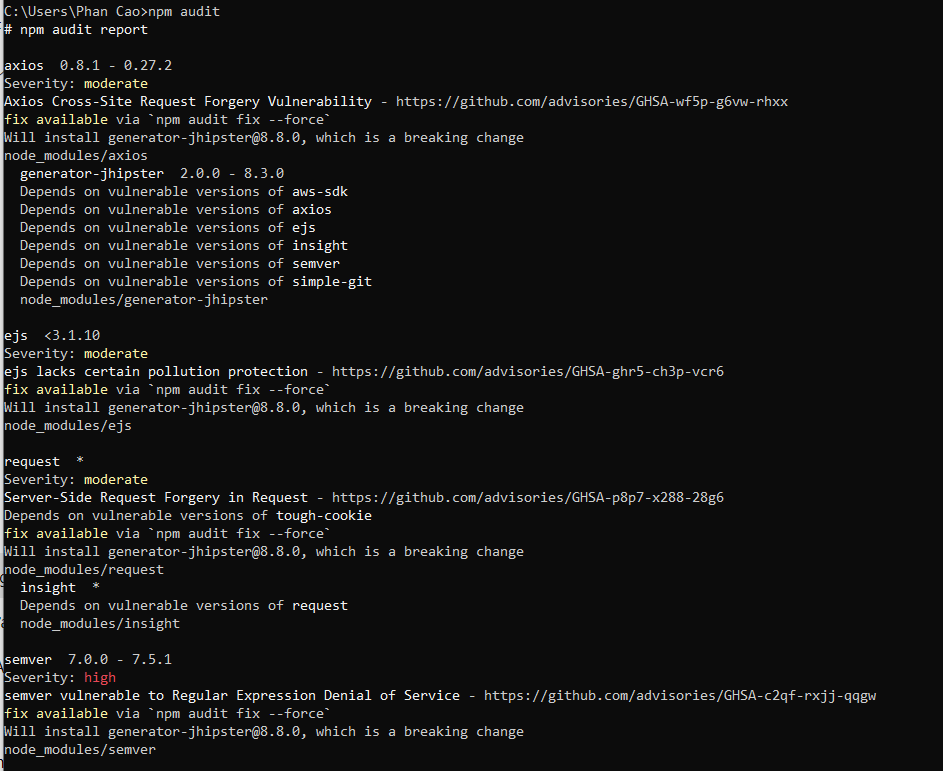 C:\Users\Phan Cao>npm audit
# npm audit report
axios  0.8.1 - 0.27.2
Severity: moderate
Axios Cross-Site Request Forgery Vulnerability - https://github.com/advisories/GHSA-wf5p-g6vw-rhxx
fix available via `npm audit fix --force`
Will install generator-jhipster@8.8.0, which is a breaking change
node_modules/axios
  generator-jhipster  2.0.0 - 8.3.0
  Depends on vulnerable versions of aws-sdk
  Depends on vulnerable versions of axios
  Depends on vulnerable versions of ejs
  Depends on vulnerable versions of insight
  Depends on vulnerable versions of semver
  Depends on vulnerable versions of simple-git
  node_modules/generator-jhipster
ejs  <3.1.10
Severity: moderate
ejs lacks certain pollution protection - https://github.com/advisories/GHSA-ghr5-ch3p-vcr6
fix available via `npm audit fix --force`
Will install generator-jhipster@8.8.0, which is a breaking change
node_modules/ejs
request  *
Severity: moderate
Server-Side Request Forgery in Request - https://github.com/advisories/GHSA-p8p7-x288-28g6
Depends on vulnerable versions of tough-cookie
fix available via `npm audit fix --force`
Will install generator-jhipster@8.8.0, which is a breaking change
node_modules/request
  insight  *
  Depends on vulnerable versions of request
  node_modules/insight
semver  7.0.0 - 7.5.1
Severity: high
semver vulnerable to Regular Expression Denial of Service - https://github.com/advisories/GHSA-c2qf-rxjj-qqgw
fix available via `npm audit fix --force`
Will install generator-jhipster@8.8.0, which is a breaking change
node_modules/semver